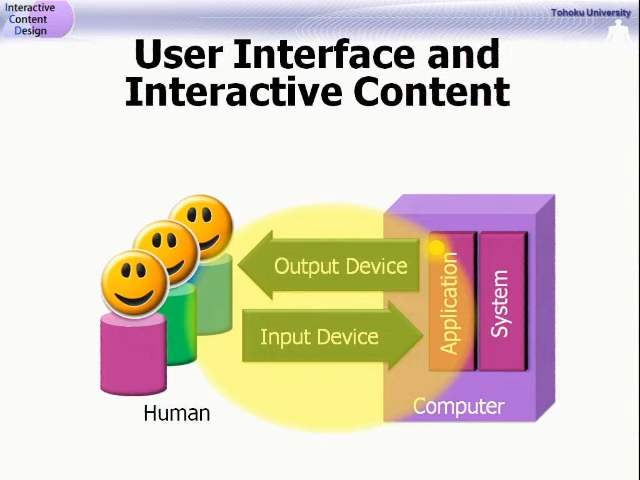 Interactive
Content
Design
Tohoku University
User Interface and
Interactive Content
Output Device
Input Device
Application
System
Human
Computer